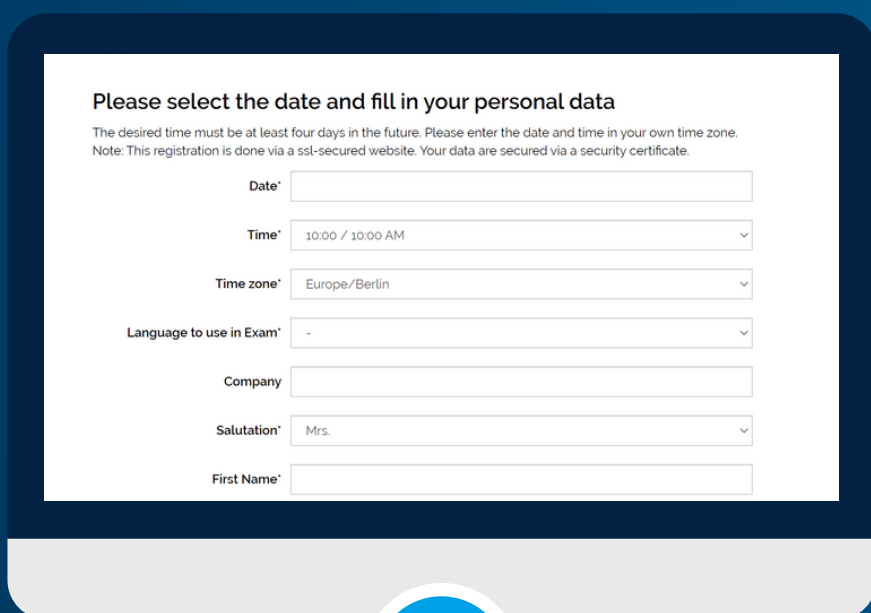 Please select the date and fill in your personal data
The desired time must be at least four days in the future. Please enter the date and time in your own time zone.
Note: This registration is done via a ssl-secured website. Your data are secured via a security certificate.
Date*
Time* 10:00 / 10:00 AM
Time zone* Europe/Berlin
Language to use in Exam* -
Company
Salutation* Mrs.
First Name*